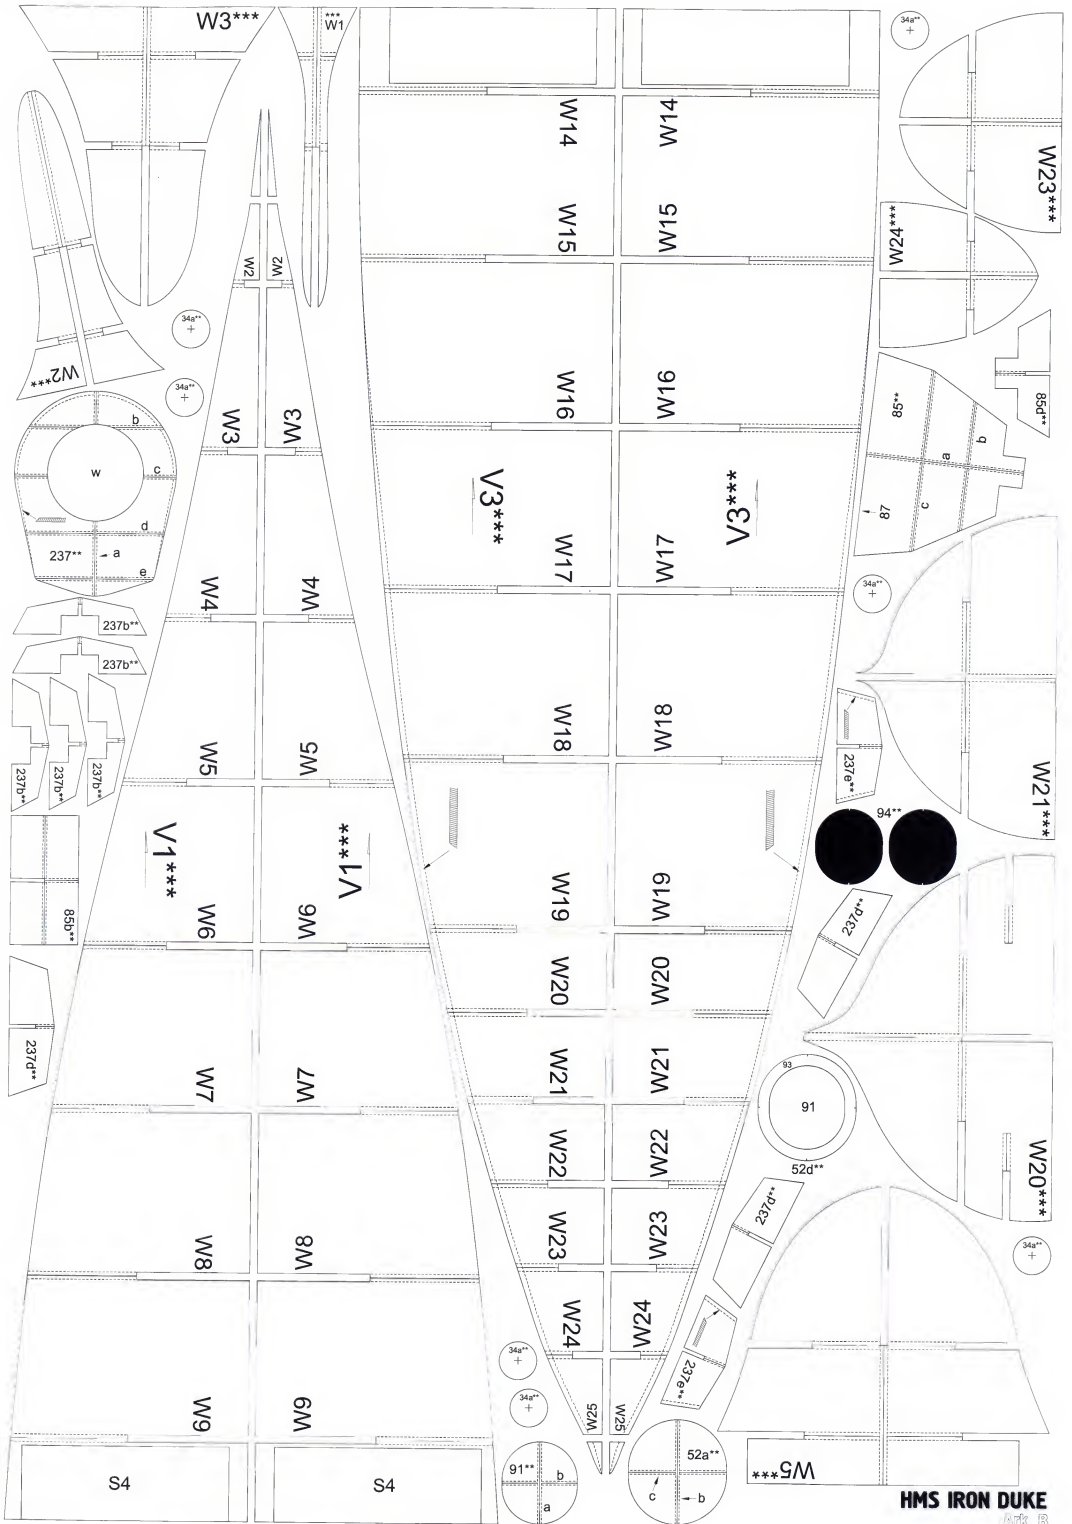 W3***
***
W1
34a**
W23***
W14
W14
W15
W15
W24****
W2
W2
34a**
85d**
W2***
34a**
85**
b
a
c
87
W3
W3
W16
W16
b
w
c
d
237**
a
e
V3***
V3***
W17
W17
34a**
W4
W4
237b**
237b**
237b**
237b**
237b**
W18
W18
W5
W5
237e**
W21***
94**
V1***
V1***
85b**
W6
W6
W19
W19
237d**
W20
W20
237d**
W7
W7
W21
W21
93
91
52d**
W20***
W22
W22
237d**
W8
W8
W23
W23
34a**
W24
W24
34a**
237e**
W9
W9
34a**
W25
W25
S4
S4
91**
b
a
52a**
c
b
W5***
HMS IRON DUKE
Ark. B